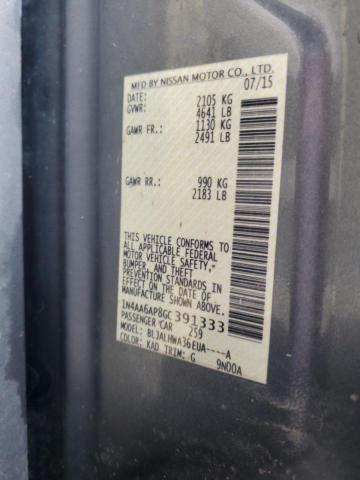 MFD BY NISSAN MOTOR CO., LTD.
DATE: 07/15
GVWR: 2105 KG
4641 LB
GAWR FR.: 1130 KG
2491 LB
GAWR RR.: 990 KG
2183 LB
THIS VEHICLE CONFORMS TO
ALL APPLICABLE FEDERAL
MOTOR VEHICLE SAFETY,
BUMPER, AND THEFT
PREVENTION STANDARDS
IN EFFECT ON THE DATE OF
MANUFACTURE SHOWN ABOVE.
1N4AA6AP8GC391333
PASSENGER CAR 259
MODEL: BLJALHWA36EUA----A
COLOR: KAD TRIM: G 9N00A